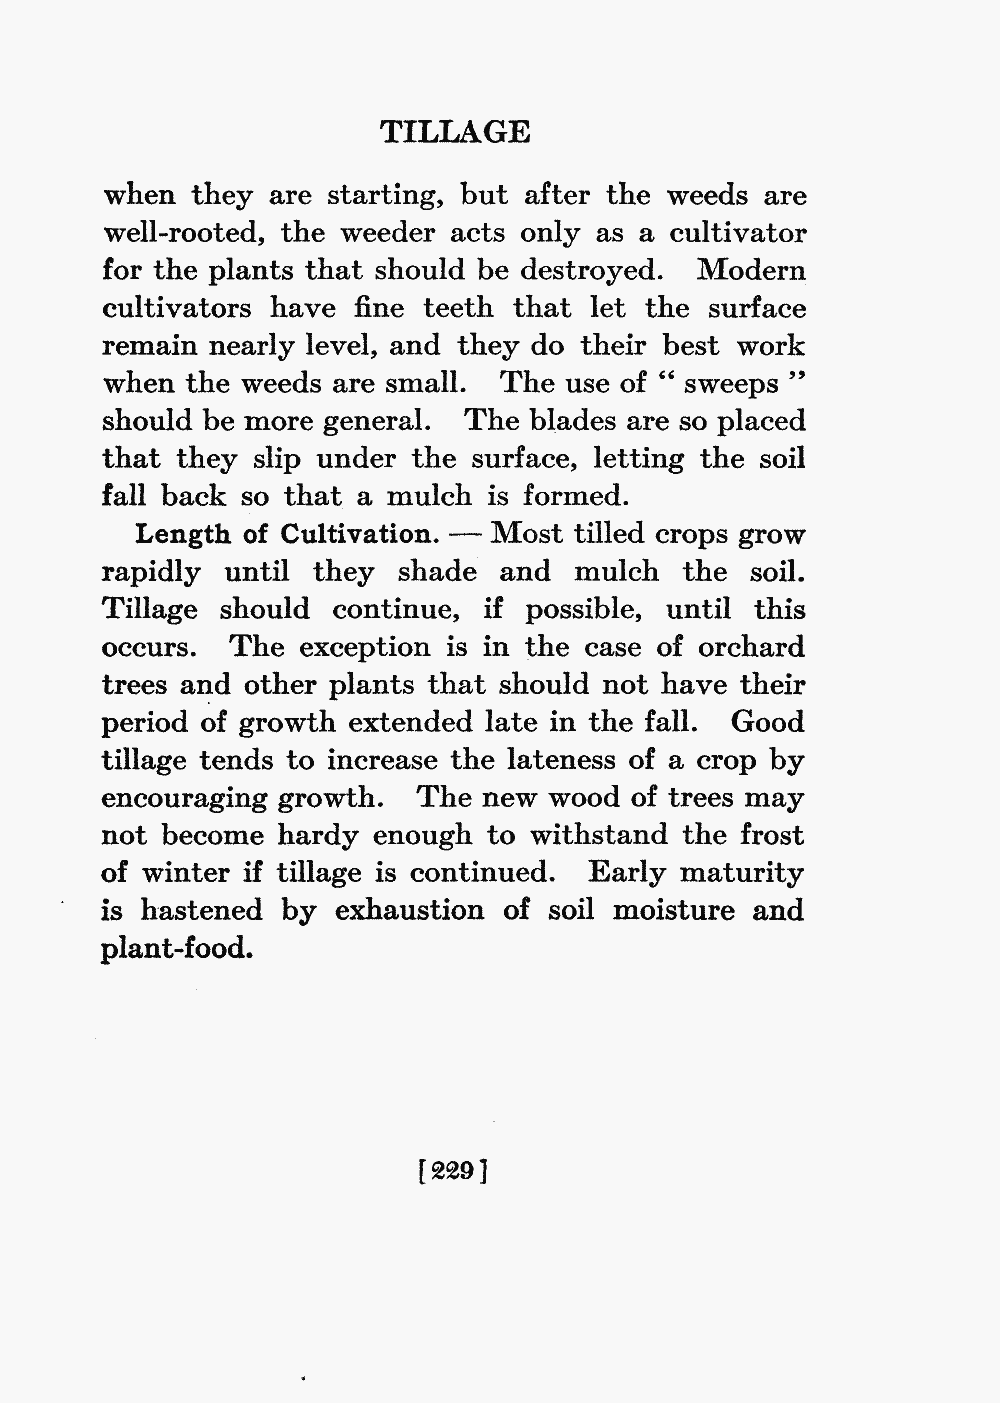 TILLAGE
when they are starting, but after the weeds are
well-rooted, the weeder acts only as a cultivator
for the plants that should be destroyed. Modern
cultivators have fine teeth that let the surface
remain nearly level, and they do their best work
when the weeds are small. The use of “ sweeps ”
should be more general. The blades are so placed
that they slip under the surface, letting the soil
fall back so that a mulch is formed.
Length of Cultivation. — Most tilled crops grow
rapidly until they shade and mulch the soil.
Tillage should continue, if possible, until this
occurs. The exception is in the case of orchard
trees and other plants that should not have their
period of growth extended late in the fall. Good
tillage tends to increase the lateness of a crop by
encouraging growth. The new wood of trees may
not become hardy enough to withstand the frost
of winter if tillage is continued. Early maturity
is hastened by exhaustion of soil moisture and
plant-food.
[229]